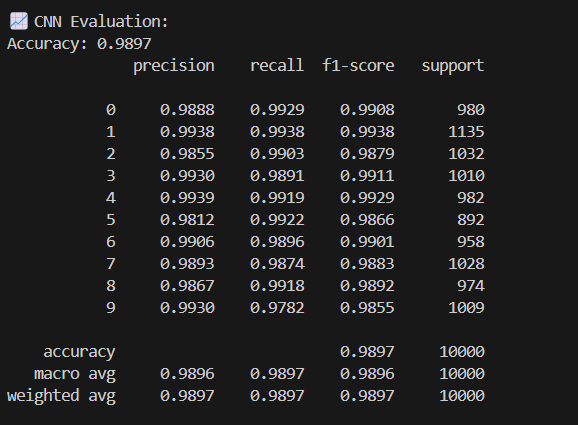 📈 CNN Evaluation:
Accuracy: 0.9897
precision recall f1-score support
0 0.9888 0.9929 0.9908 980
1 0.9938 0.9938 0.9938 1135
2 0.9855 0.9903 0.9879 1032
3 0.9930 0.9891 0.9911 1010
4 0.9939 0.9919 0.9929 982
5 0.9812 0.9922 0.9866 892
6 0.9906 0.9896 0.9901 958
7 0.9893 0.9874 0.9883 1028
8 0.9867 0.9918 0.9892 974
9 0.9930 0.9782 0.9855 1009
accuracy 0.9897 10000
macro avg 0.9896 0.9897 0.9896 10000
weighted avg 0.9897 0.9897 0.9897 10000